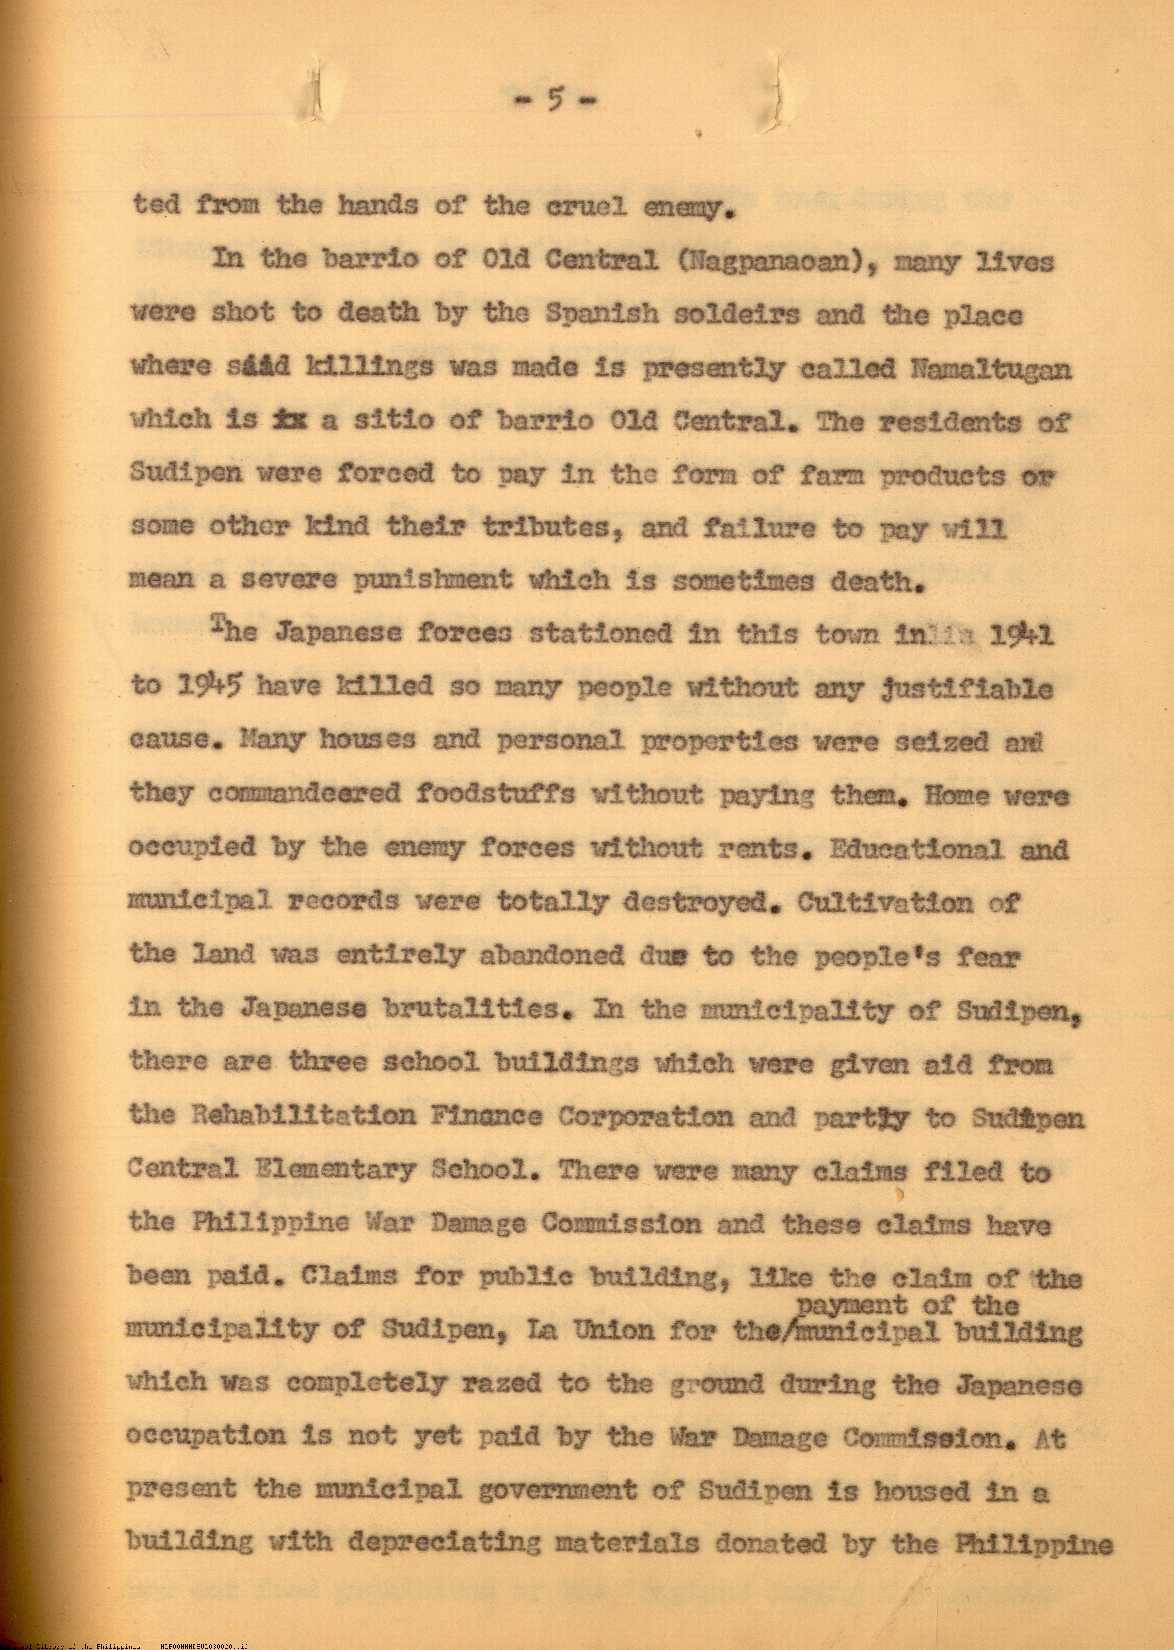 - 5 -
ted from the hands of the cruel enemy.
In the barrio of Old Central (Nagpanaoan), many lives
were shot to death by the Spanish soldeirs and the place
where said killings was made is presently called Namaltugan
which is ix a sitio of barrio Old Central. The residents of
Sudipen were forced to pay in the form of farm products or
some other kind their tributes, and failure to pay will
mean a severe punishment which is sometimes death.
The Japanese forces stationed in this town in 1941
to 1945 have killed so many people without any justifiable
cause. Many houses and personal properties were seized and
they commandeered foodstuffs without paying them. Home were
occupied by the enemy forces without rents. Educational and
municipal records were totally destroyed. Cultivation of
the land was entirely abandoned due to the people's fear
in the Japanese brutalities. In the municipality of Sudipen,
there are three school buildings which were given aid from
the Rehabilitation Finance Corporation and partly to Sudipen
Central Elementary School. There were many claims filed to
the Philippine War Damage Commission and these claims have
been paid. Claims for public building, like the claim of the
payment of the
municipality of Sudipen, La Union for the/municipal building
which was completely razed to the ground during the Japanese
occupation is not yet paid by the War Damage Commission. At
present the municipal government of Sudipen is housed in a
building with depreciating materials donated by the Philippine